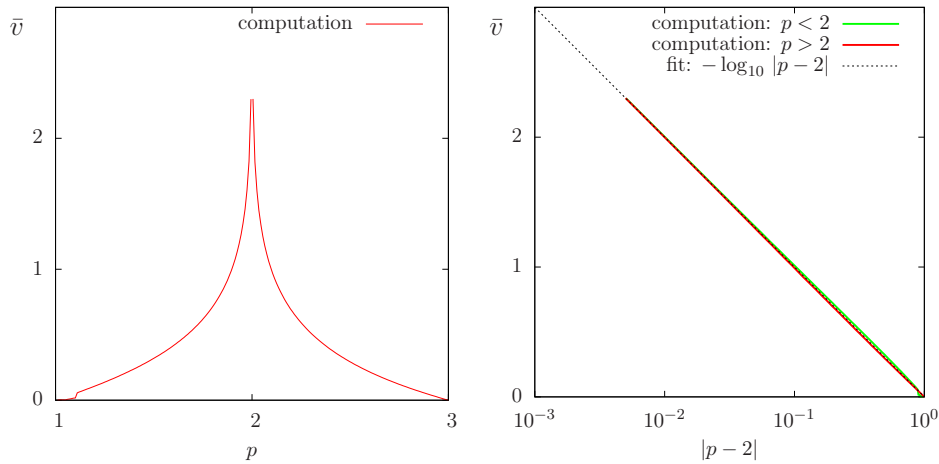 v̄
computation
2
1
0
1 2 3
p
v̄
computation: p < 2
computation: p > 2
fit: − log₁₀ |p − 2|
2
1
0
10⁻³ 10⁻² 10⁻¹ 10⁰
|p − 2|